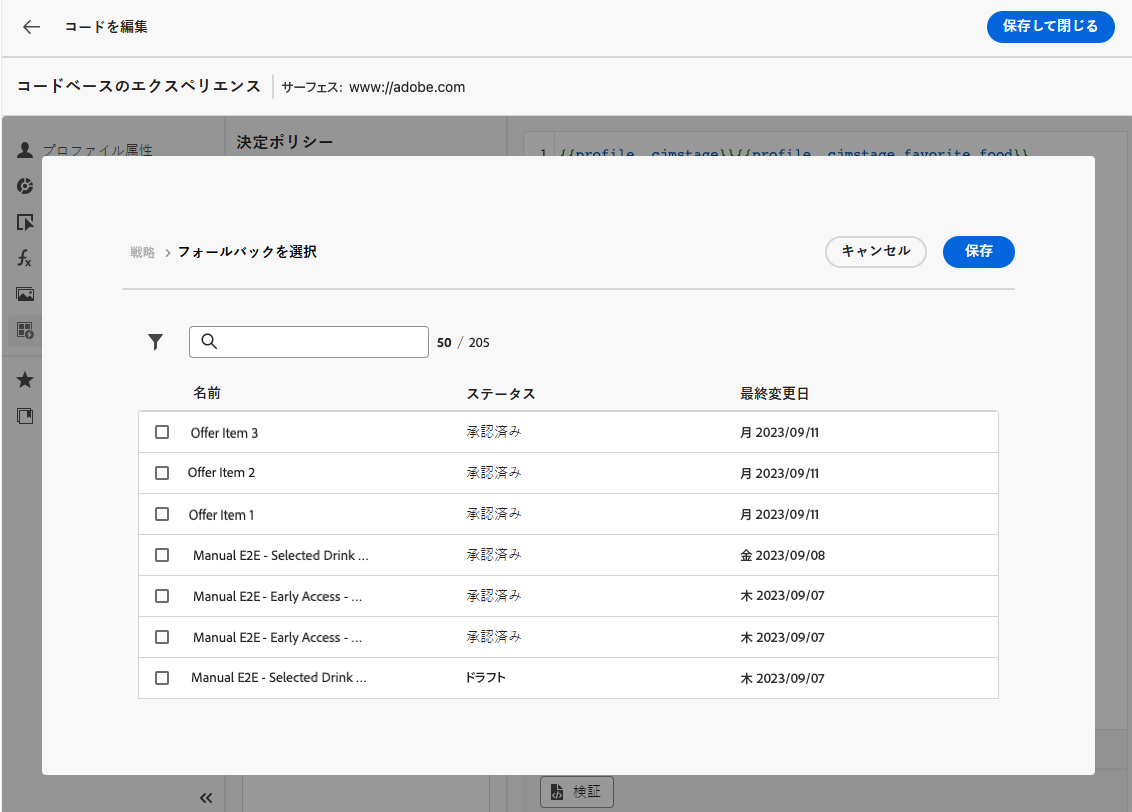 コードを編集
保存して閉じる
コードベースのエクスペリエンス サーフェス: www://adobe.com
プロファイル属性
決定ポリシー
1 {{profile._cjmstage}}{{profile._cjmstage.favorite_food}}
戦略 > フォールバックを選択
キャンセル 保存
50 / 205
名前 ステータス 最終変更日
Offer Item 3 承認済み 月 2023/09/11
Offer Item 2 承認済み 月 2023/09/11
Offer Item 1 承認済み 月 2023/09/11
Manual E2E - Selected Drink ... 承認済み 金 2023/09/08
Manual E2E - Early Access - ... 承認済み 木 2023/09/07
Manual E2E - Early Access - ... 承認済み 木 2023/09/07
Manual E2E - Selected Drink ... ドラフト 木 2023/09/07
検証